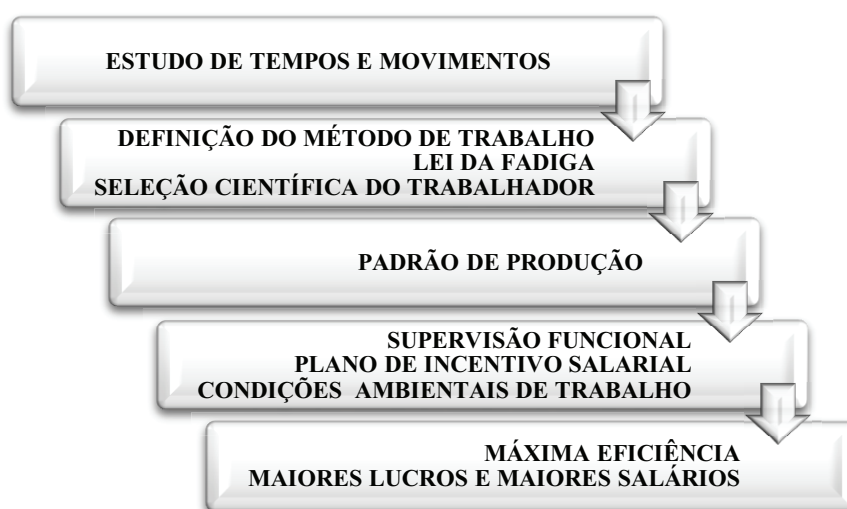 ESTUDO DE TEMPOS E MOVIMENTOS
DEFINIÇÃO DO MÉTODO DE TRABALHO
LEI DA FADIGA
SELEÇÃO CIENTÍFICA DO TRABALHADOR
PADRÃO DE PRODUÇÃO
SUPERVISÃO FUNCIONAL
PLANO DE INCENTIVO SALARIAL
CONDIÇÕES AMBIENTAIS DE TRABALHO
MÁXIMA EFICIÊNCIA
MAIORES LUCROS E MAIORES SALÁRIOS